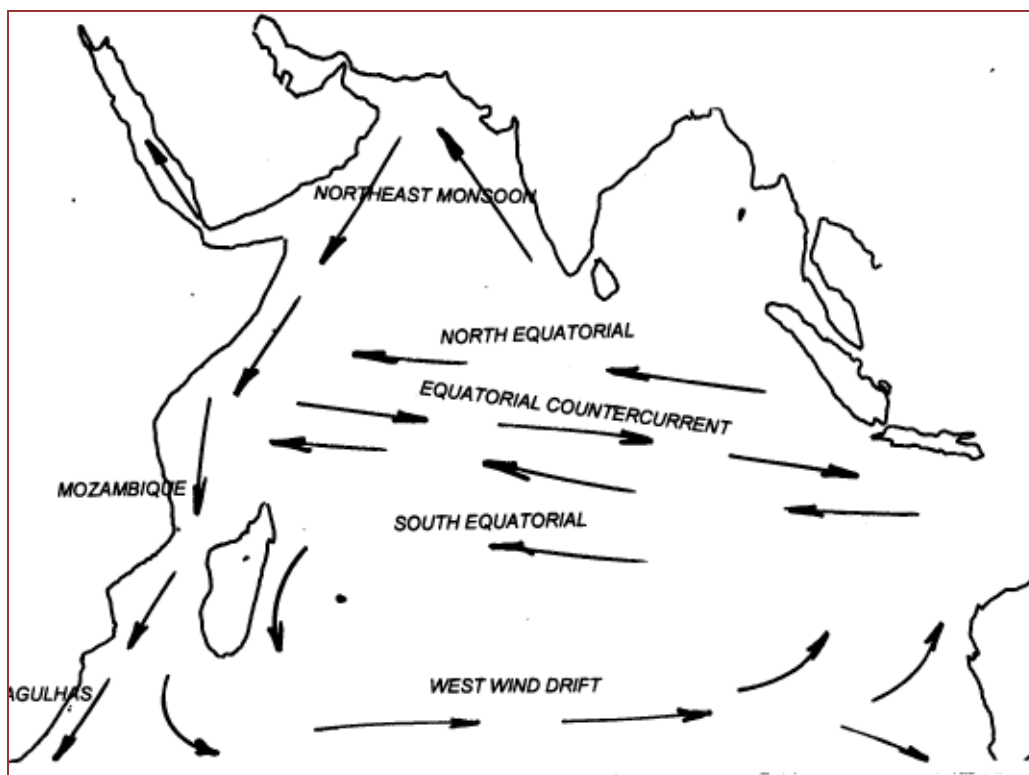 NORTHEAST MONSOON
NORTH EQUATORIAL
EQUATORIAL COUNTERCURRENT
MOZAMBIQUE
SOUTH EQUATORIAL
AGULHAS
WEST WIND DRIFT